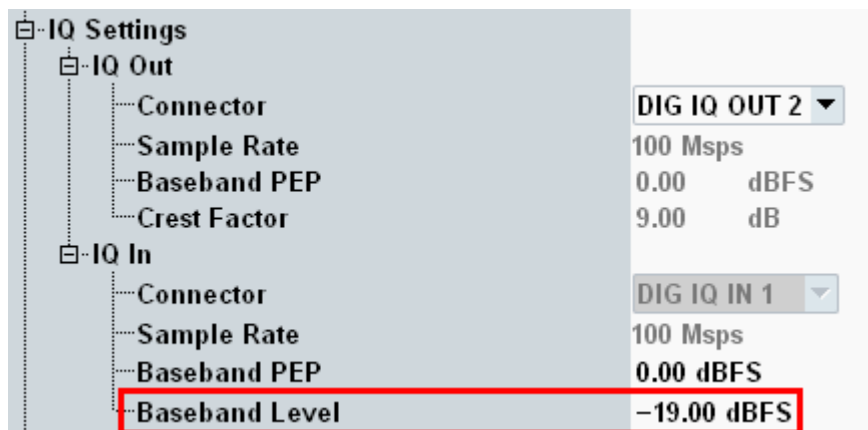 IQ Settings
IQ Out
Connector DIG IQ OUT 2
Sample Rate 100 Msps
Baseband PEP 0.00 dBFS
Crest Factor 9.00 dB
IQ In
Connector DIG IQ IN 1
Sample Rate 100 Msps
Baseband PEP 0.00 dBFS
Baseband Level −19.00 dBFS